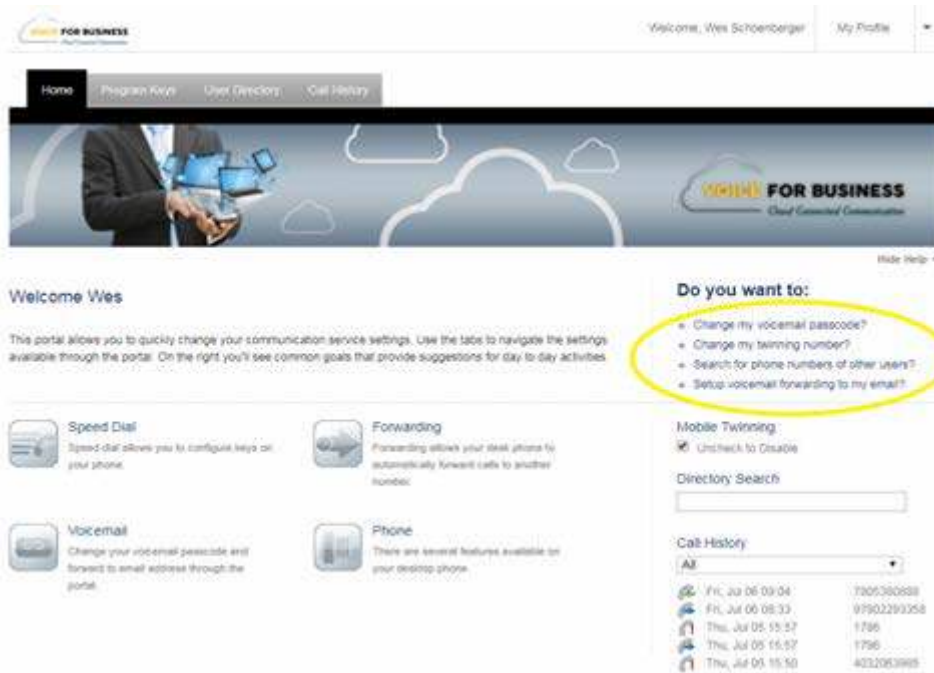 VOICE FOR BUSINESS
Welcome, Wes Schoenberger
My Profile
Home
Program Keys
User Directory
Call History
VOICE FOR BUSINESS
Cloud Connected Communication
Hide Help
Welcome Wes
This portal allows you to quickly change your communication service settings. Use the tabs to navigate the settings
available through the portal. On the right you'll see common goals that provide suggestions for day to day activities
Do you want to:
Change my voicemail passcode?
Change my twinning number?
Search for phone numbers of other users?
Setup voicemail forwarding to my email?
Speed Dial
Speed dial allows you to configure keys on
your phone.
Forwarding
Forwarding allows your desk phone to
automatically forward calls to another
number.
Voicemail
Change your voicemail passcode and
forward to email address through the
portal.
Phone
There are several features available on
your desktop phone
Mobile Twinning
Uncheck to Disable
Directory Search
Call History
All
Fri, Jul 06 09:04
Fri, Jul 06 08:33 97802293358
Thu, Jul 05 15:57 1796
Thu, Jul 05 15:57 1796
Thu, Jul 05 15:50